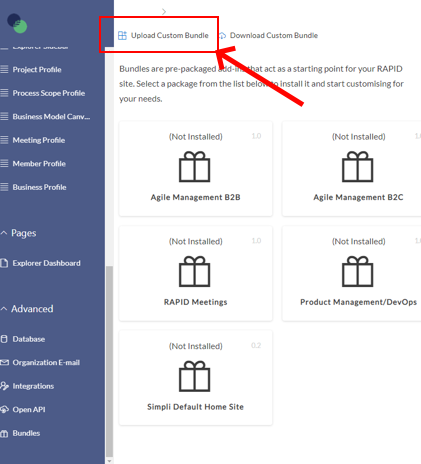 Upload Custom Bundle
Download Custom Bundle
Explorer Sidebar
Project Profile
Process Scope Profile
Business Model Canv...
Meeting Profile
Member Profile
Business Profile
Pages
Explorer Dashboard
Advanced
Database
Organization E-mail
Integrations
Open API
Bundles
Bundles are pre-packaged add-ins that act as a starting point for your RAPID
site. Select a package from the list below to install it and start customising for
your needs.
(Not Installed) 1.0
Agile Management B2B
(Not Installed)
Agile Management B2C
(Not Installed) 1.0
RAPID Meetings
(Not Installed)
Product Management/DevOps
(Not Installed) 0.2
Simpli Default Home Site